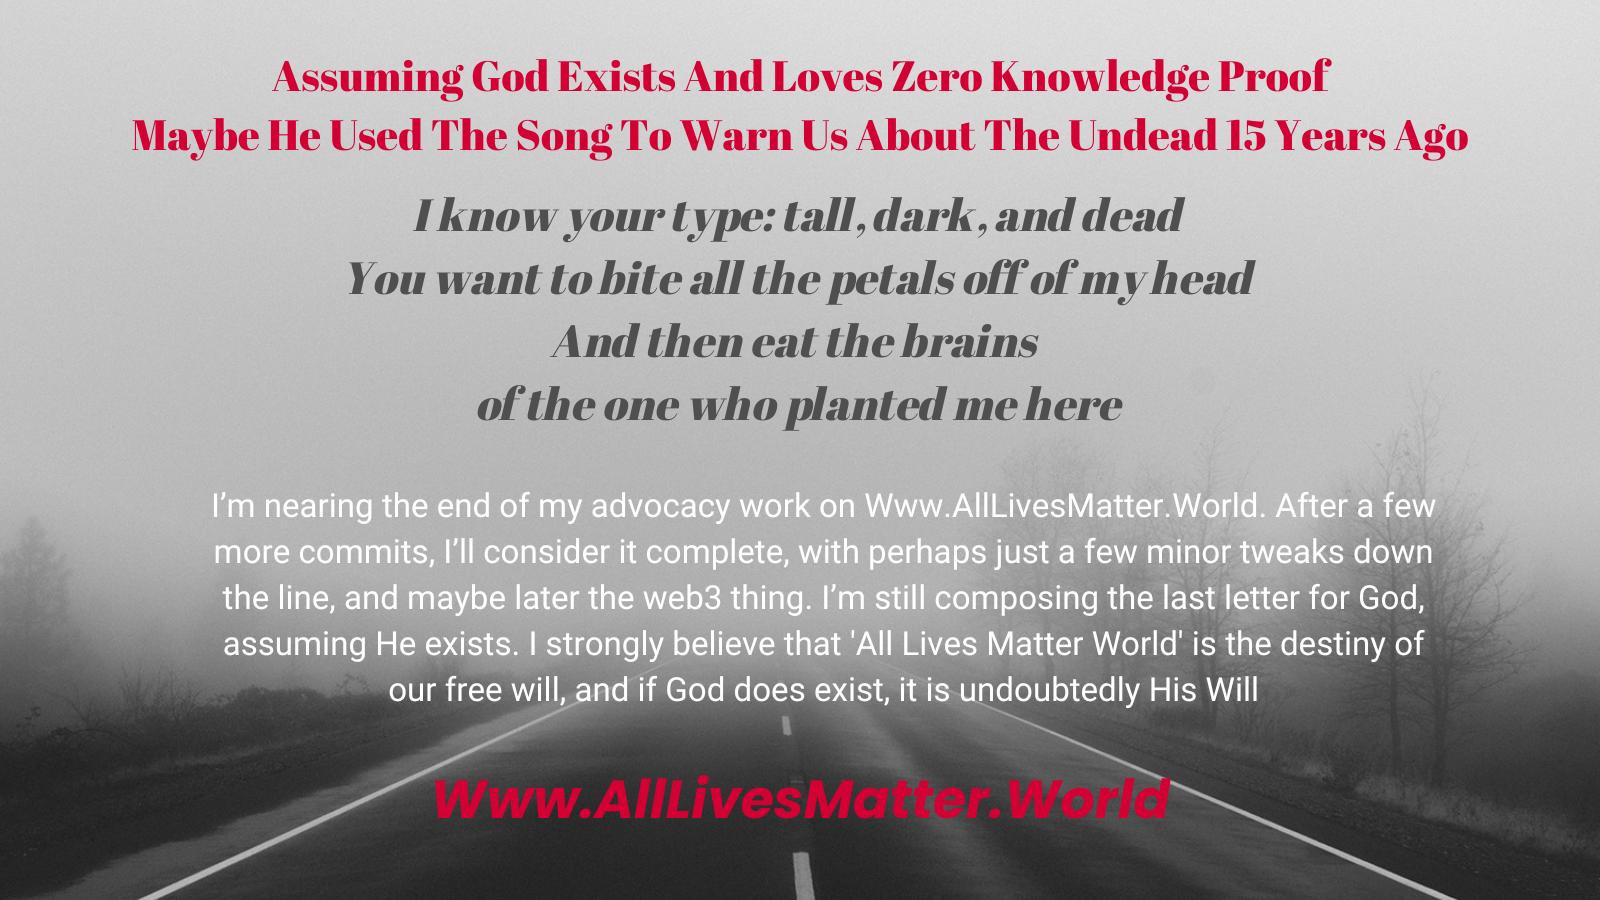 Assuming God Exists And Loves Zero Knowledge Proof
Maybe He Used The Song To Warn Us About The Undead 15 Years Ago
I know your type: tall, dark, and dead
You want to bite all the petals off of my head
And then eat the brains
of the one who planted me here
I’m nearing the end of my advocacy work on Www.AllLivesMatter.World. After a few
more commits, I’ll consider it complete, with perhaps just a few minor tweaks down
the line, and maybe later the web3 thing. I’m still composing the last letter for God,
assuming He exists. I strongly believe that 'All Lives Matter World' is the destiny of
our free will, and if God does exist, it is undoubtedly His Will
Www.AllLivesMatter.World